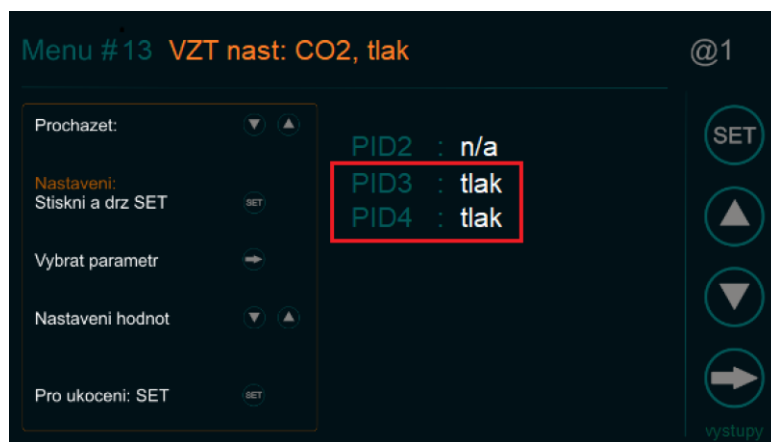 Menu #13 VZT nast: CO2, tlak @1
Prochazet:
Nastaveni:
Stiskni a drz SET SET
Vybrat parametr
Nastaveni hodnot
Pro ukoceni: SET SET
PID2 : n/a
PID3 : tlak
PID4 : tlak
SET
vystupy